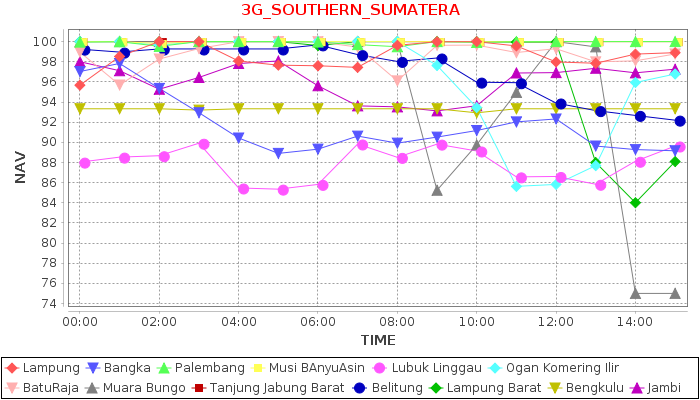 3G_SOUTHERN_SUMATERA
NAV
100
98
96
94
92
90
88
86
84
82
80
78
76
74
00:00 02:00 04:00 06:00 08:00 10:00 12:00 14:00
TIME
Lampung Bangka Palembang Musi BAnyuAsin Lubuk Linggau Ogan Komering Ilir
BatuRaja Muara Bungo Tanjung Jabung Barat Belitung Lampung Barat Bengkulu Jambi